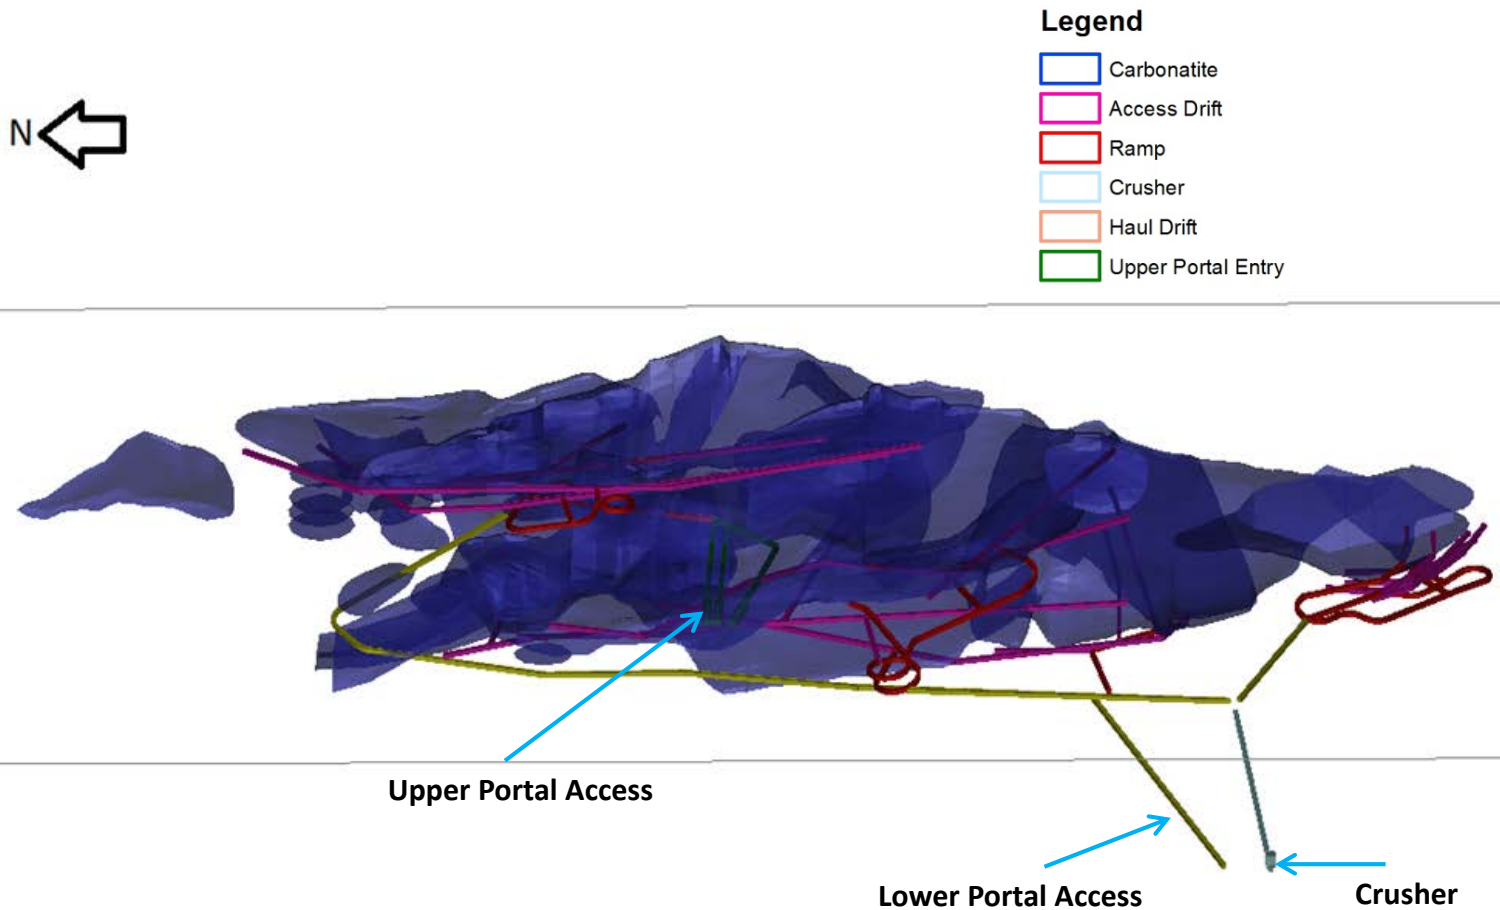 Legend
Carbonatite
Access Drift
Ramp
Crusher
Haul Drift
Upper Portal Entry
N
Upper Portal Access
Lower Portal Access
Crusher